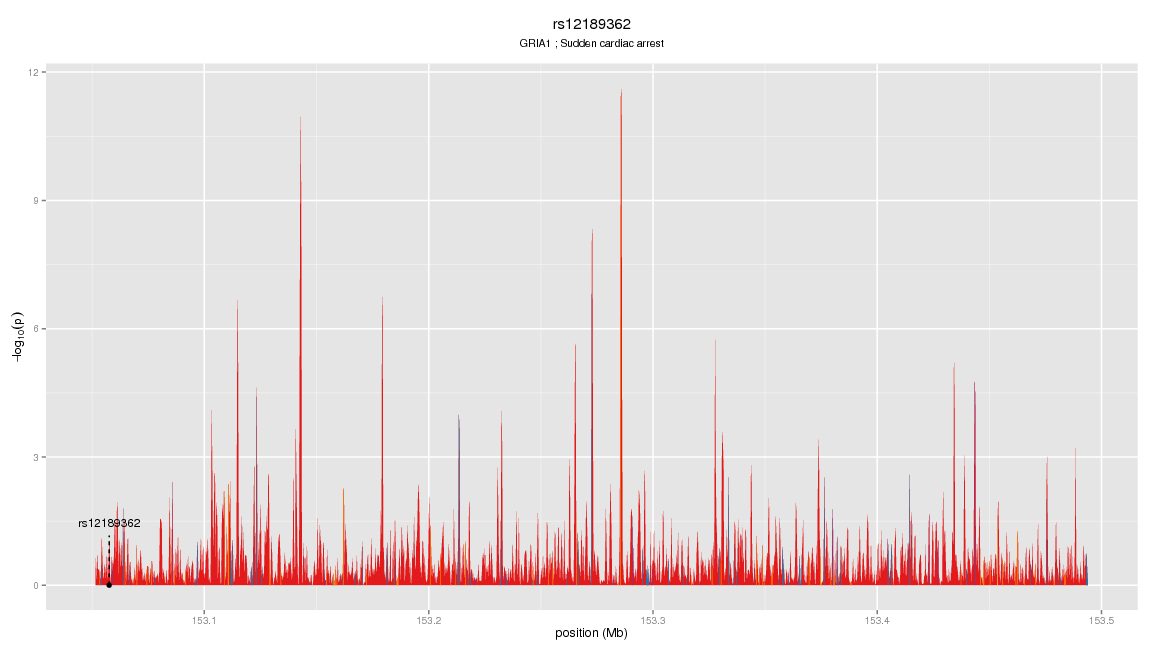 rs12189362
GRIA1 ; Sudden cardiac arrest
12
9
6
3
0
−log10(p)
rs12189362
153.1 153.2 153.3 153.4 153.5
position (Mb)